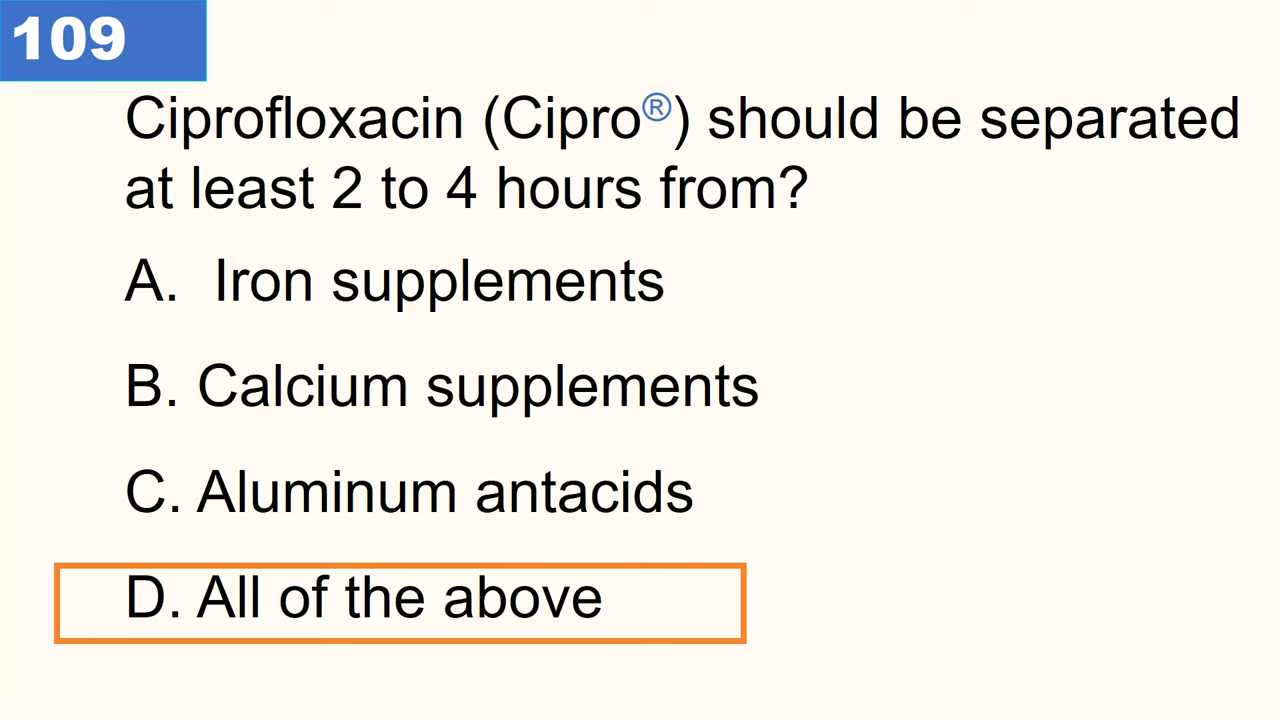 109
Ciprofloxacin (Cipro®) should be separated
at least 2 to 4 hours from?
A. Iron supplements
B. Calcium supplements
C. Aluminum antacids
D. All of the above